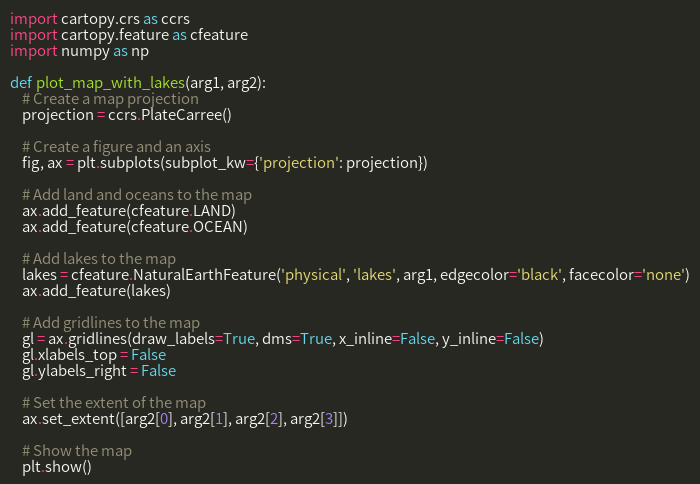 import cartopy.crs as ccrs
import cartopy.feature as cfeature
import numpy as np

def plot_map_with_lakes(arg1, arg2):
    # Create a map projection
    projection = ccrs.PlateCarree()

    # Create a figure and an axis
    fig, ax = plt.subplots(subplot_kw={'projection': projection})

    # Add land and oceans to the map
    ax.add_feature(cfeature.LAND)
    ax.add_feature(cfeature.OCEAN)

    # Add lakes to the map
    lakes = cfeature.NaturalEarthFeature('physical', 'lakes', arg1, edgecolor='black', facecolor='none')
    ax.add_feature(lakes)

    # Add gridlines to the map
    gl = ax.gridlines(draw_labels=True, dms=True, x_inline=False, y_inline=False)
    gl.xlabels_top = False
    gl.ylabels_right = False

    # Set the extent of the map
    ax.set_extent([arg2[0], arg2[1], arg2[2], arg2[3]])

    # Show the map
    plt.show()